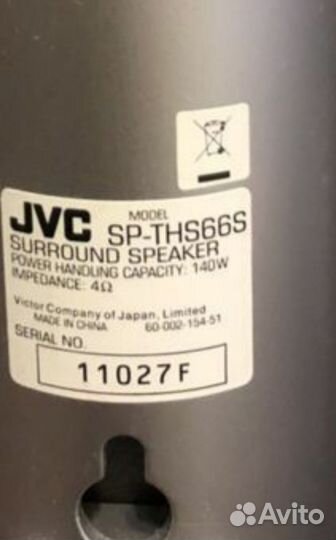 JVC MODEL SP-THS66S
SURROUND SPEAKER
POWER HANDLING CAPACITY: 140W
IMPEDANCE: 4Ω
Victor Company of Japan, Limited
MADE IN CHINA 60-002-154-51
SERIAL NO.
11027F
Avito